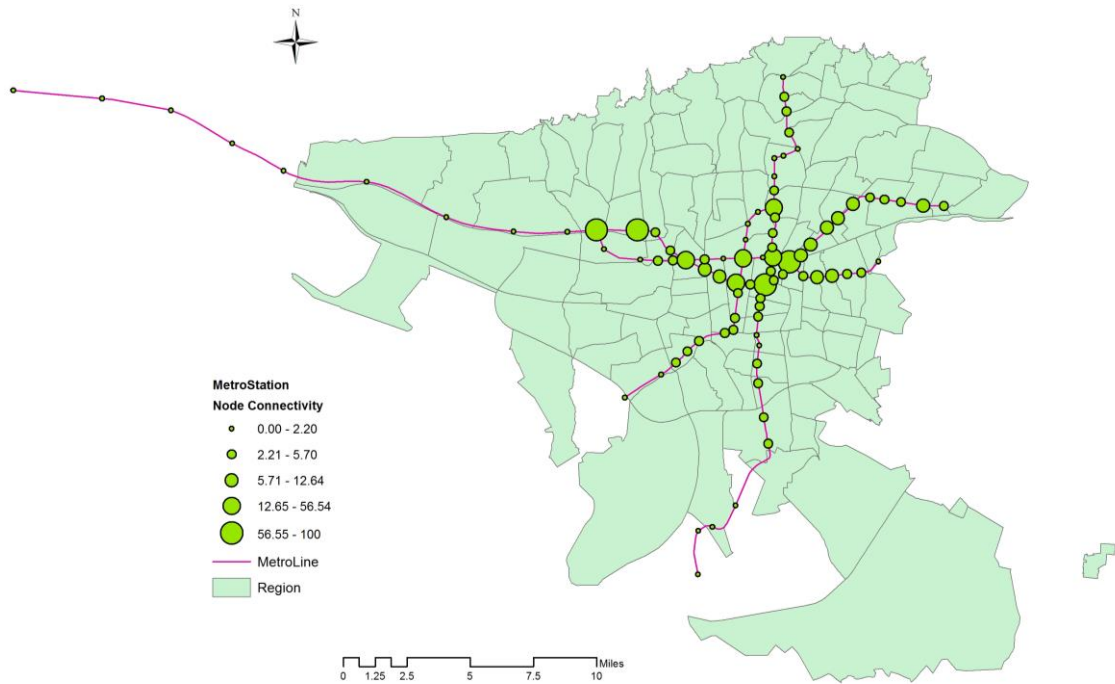 N
MetroStation
Node Connectivity
0.00 - 2.20
2.21 - 5.70
5.71 - 12.64
12.65 - 56.54
56.55 - 100
MetroLine
Region
Miles
0 1.25 2.5 5 7.5 10